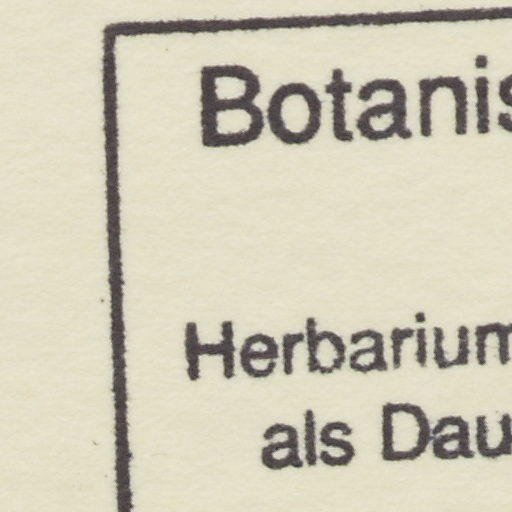 Botanis
Herbarium
als Dau